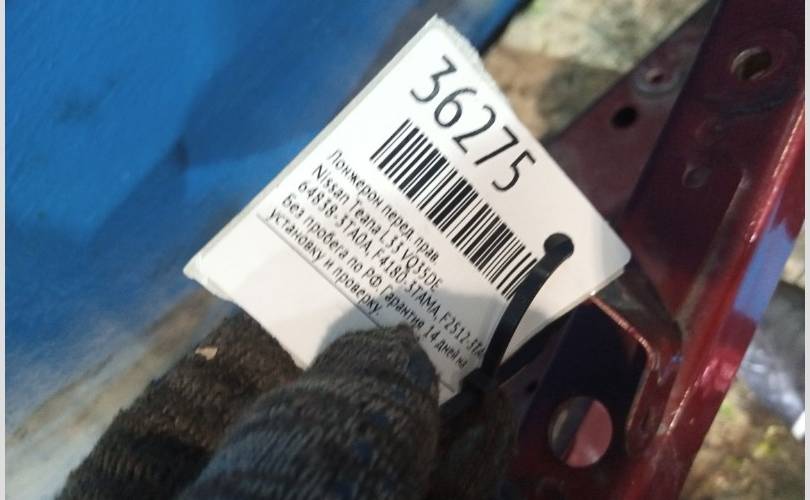 36275
Лонжерон перед прав.
Nissan Teana L33 VQ35DE
64838-3TA0A, F4180-3TAMA, F2512-3TA
Без пробега по РФ. Гарантия 14 дней на
установку и проверку.